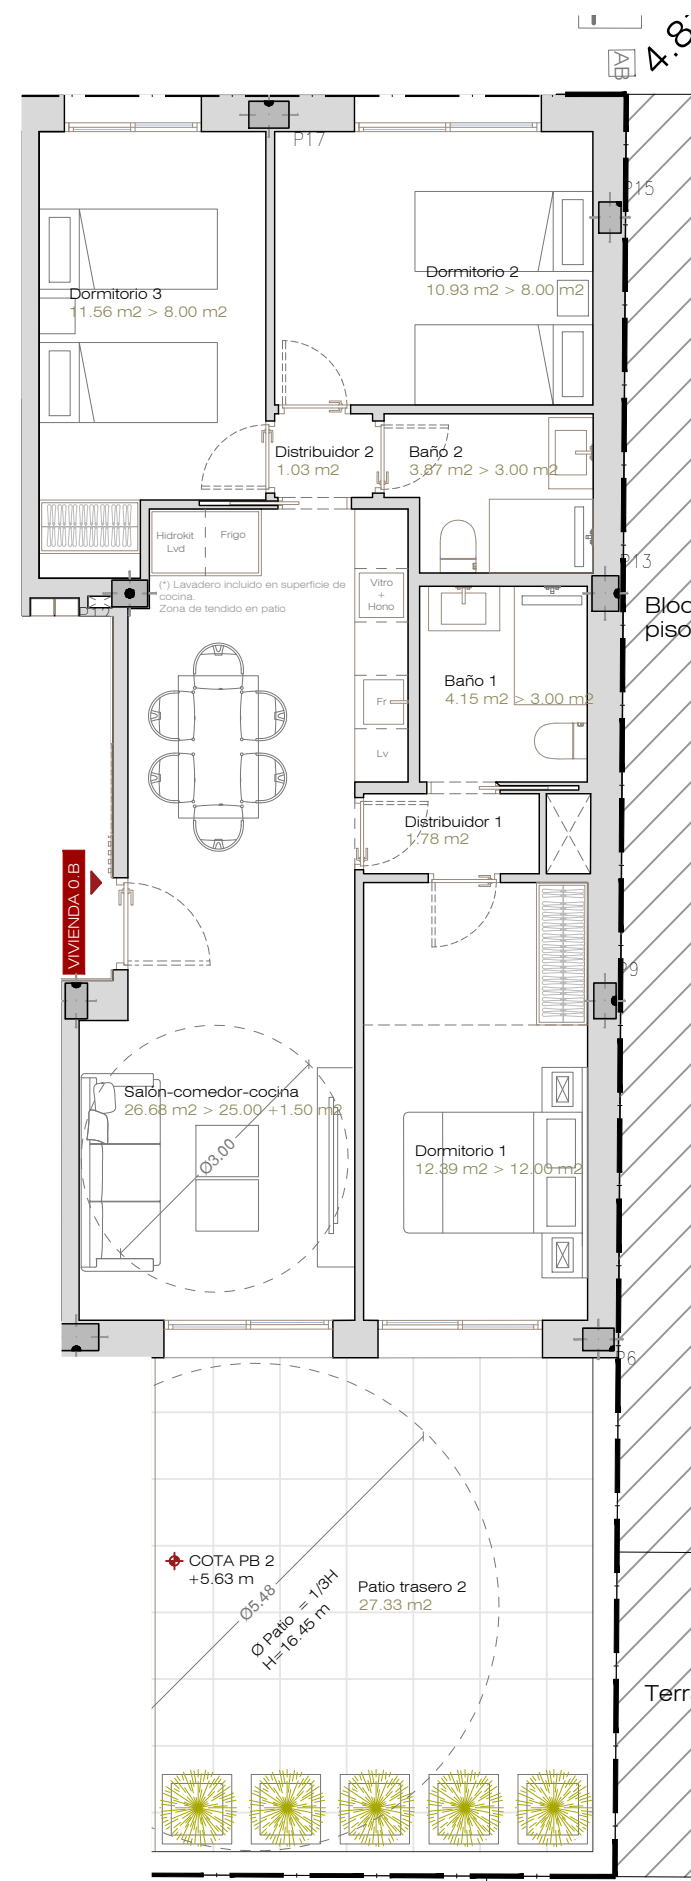 AB
4.8
P17
P15
Dormitorio 2
10.93 m2 > 8.00 m2
Dormitorio 3
11.56 m2 > 8.00 m2
Distribuidor 2
1.03 m2
Baño 2
3.87 m2 > 3.00 m2
Hidrokit
Lvd
Frigo
(*) Lavadero incluido en superficie de
cocina.
Zona de tendido en patio
Vitro
+
Hono
P13
Bloq
piso
Baño 1
4.15 m2 > 3.00 m2
Fr
Lv
Distribuidor 1
1.78 m2
VIVIENDA 0.B
P9
Salón-comedor-cocina
26.68 m2 > 25.00 +1.50 m2
Ø3.00
Dormitorio 1
12.39 m2 > 12.00 m2
P6
COTA PB 2
+5.63 m
Ø5.48
Ø Patio = 1/3H
H=16.45 m
Patio trasero 2
27.33 m2
Terr